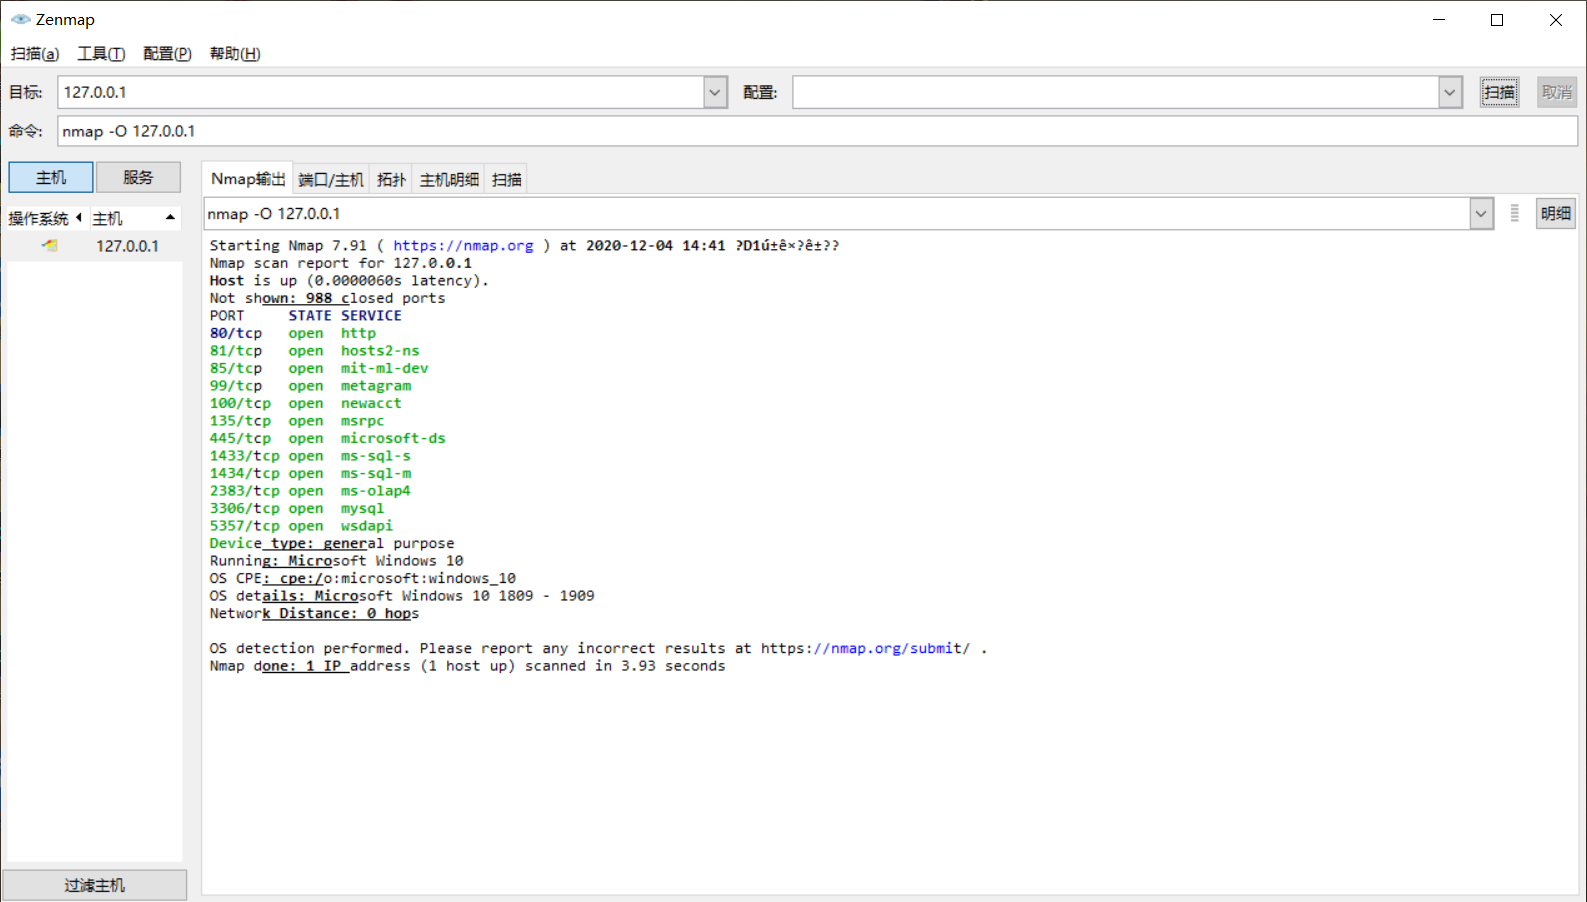 Zenmap
扫描(a) 工具(T) 配置(P) 帮助(H)
目标: 127.0.0.1 配置: 扫描 取消
命令: nmap -O 127.0.0.1
主机 服务 Nmap输出 端口/主机 拓扑 主机明细 扫描
操作系统 主机 nmap -O 127.0.0.1 明细
127.0.0.1
Starting Nmap 7.91 ( https://nmap.org ) at 2020-12-04 14:41 ?D1ú±ê×?ê±??
Nmap scan report for 127.0.0.1
Host is up (0.0000060s latency).
Not shown: 988 closed ports
PORT     STATE SERVICE
80/tcp   open  http
81/tcp   open  hosts2-ns
85/tcp   open  mit-ml-dev
99/tcp   open  metagram
100/tcp  open  newacct
135/tcp  open  msrpc
445/tcp  open  microsoft-ds
1433/tcp open  ms-sql-s
1434/tcp open  ms-sql-m
2383/tcp open  ms-olap4
3306/tcp open  mysql
5357/tcp open  wsdapi
Device type: general purpose
Running: Microsoft Windows 10
OS CPE: cpe:/o:microsoft:windows_10
OS details: Microsoft Windows 10 1809 - 1909
Network Distance: 0 hops
OS detection performed. Please report any incorrect results at https://nmap.org/submit/ .
Nmap done: 1 IP address (1 host up) scanned in 3.93 seconds
过滤主机